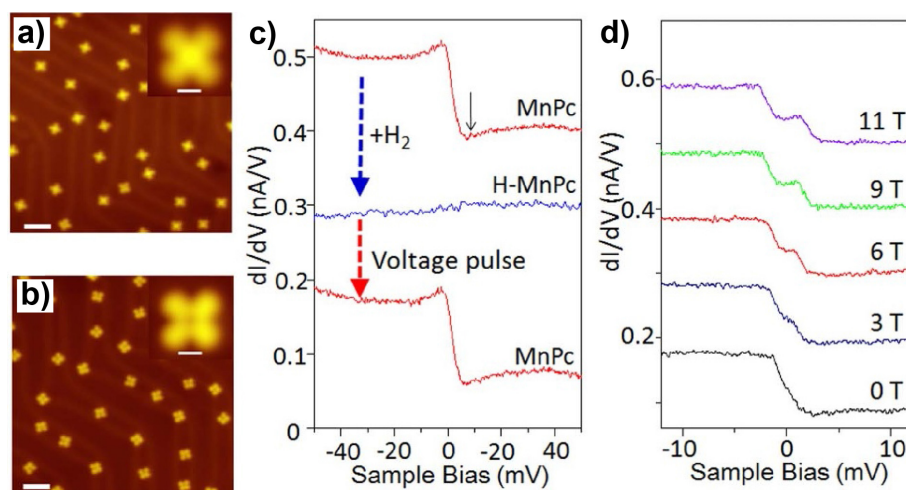 a)
b)
c)
dI/dV (nA/V)
0.5
0.4
0.3
0.2
0.1
0
MnPc
+H₂
H-MnPc
Voltage pulse
MnPc
-40
-20
0
20
40
Sample Bias (mV)
d)
dI/dV (nA/V)
0.6
0.4
0.2
11 T
9 T
6 T
3 T
0 T
-10
0
10
Sample Bias (mV)